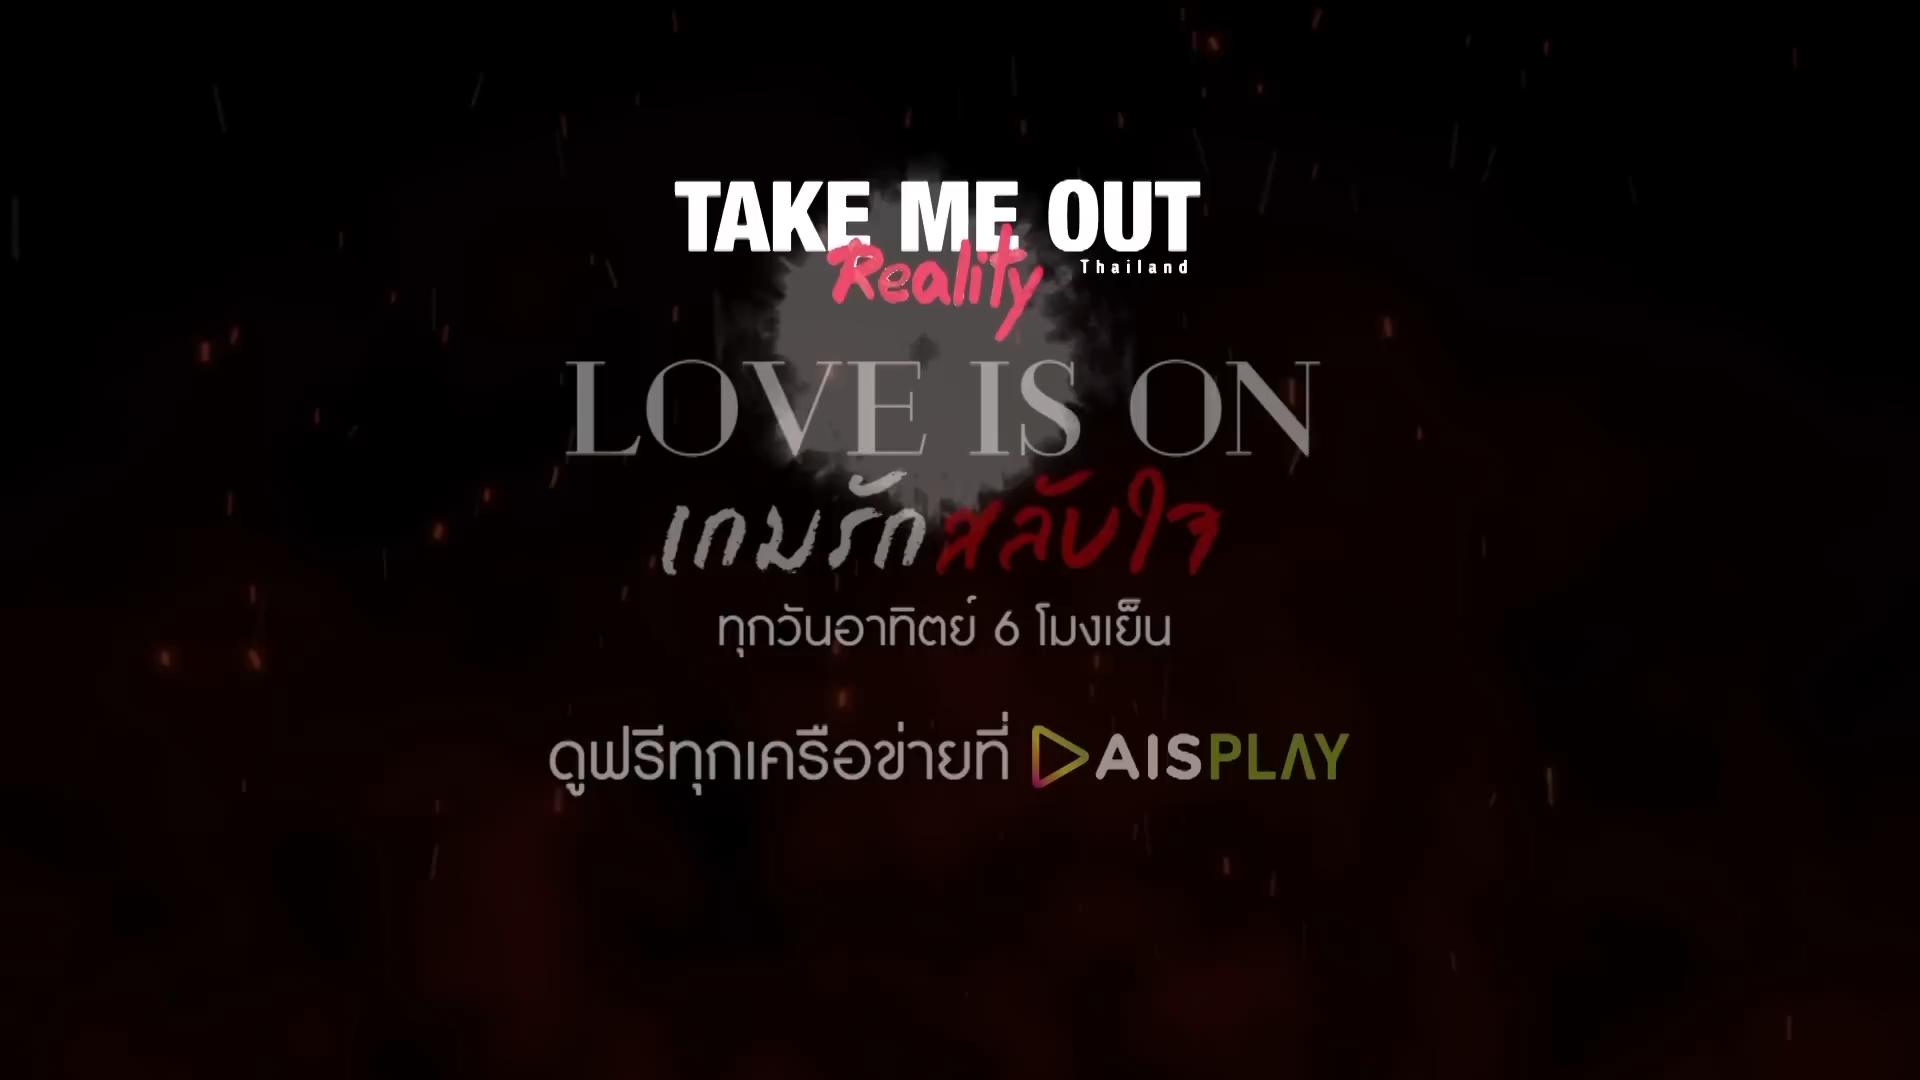 TAKE ME OUT
Reality
Thailand
LOVE IS ON
เกมรักสลับใจ
ทุกวันอาทิตย์ 6 โมงเย็น
ดูฟรีทุกเครือข่ายที่ AISPLAY